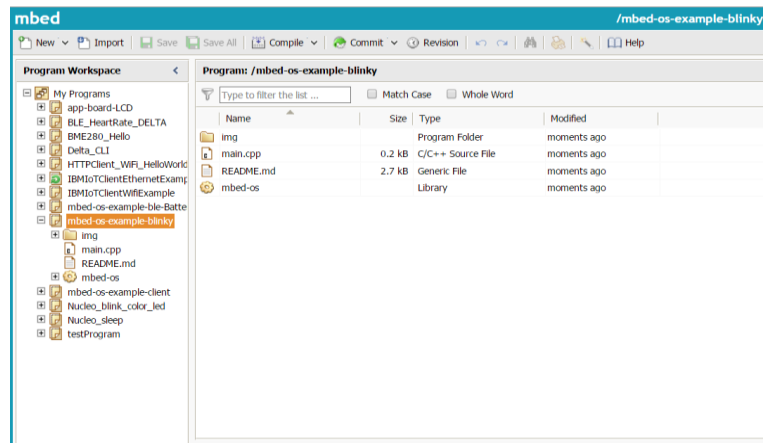 mbed /mbed-os-example-blinky
New Import Save Save All Compile Commit Revision Help
Program Workspace < Program: /mbed-os-example-blinky
My Programs
app-board-LCD
BLE_HeartRate_DELTA
BME280_Hello
Delta_CLI
HTTPClient_WiFi_HelloWorld
IBMIoTClientEthernetExamp
IBMIoTClientWifiExample
mbed-os-example-ble-Batte
mbed-os-example-blinky
img
main.cpp
README.md
mbed-os
mbed-os-example-client
Nucleo_blink_color_led
Nucleo_sleep
testProgram
Type to filter the list ... Match Case Whole Word
Name Size Type Modified
img Program Folder moments ago
main.cpp 0.2 kB C/C++ Source File moments ago
README.md 2.7 kB Generic File moments ago
mbed-os Library moments ago